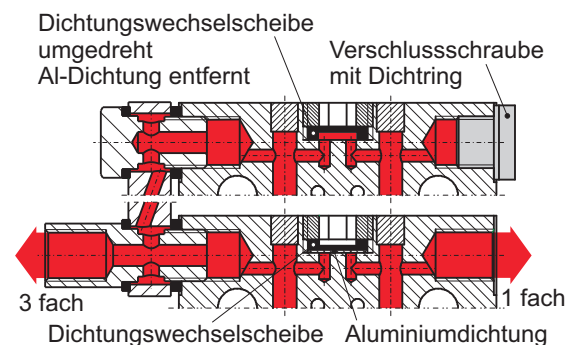 Dichtungswechselscheibe
umgedreht
Al-Dichtung entfernt
Verschlussschraube
mit Dichtring
3 fach
1 fach
Dichtungswechselscheibe
Aluminiumdichtung